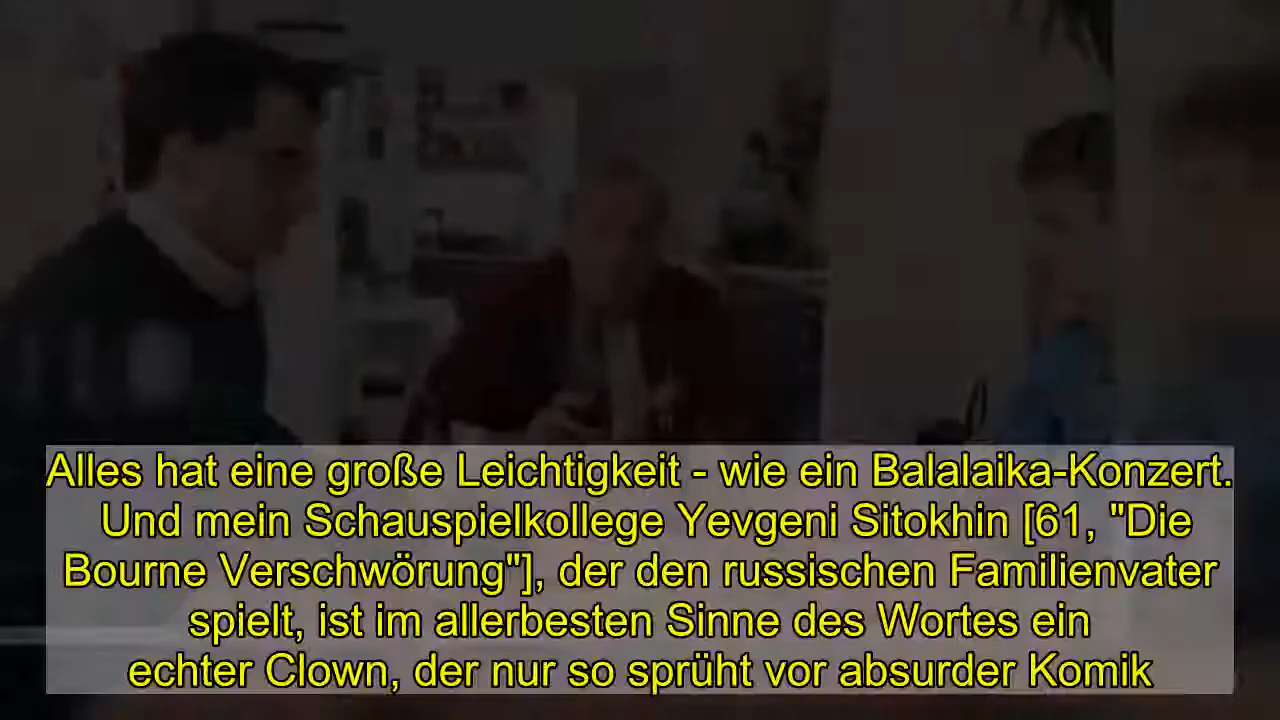 Alles hat eine große Leichtigkeit - wie ein Balalaika-Konzert.
Und mein Schauspielkollege Yevgeni Sitokhin [61, "Die
Bourne Verschwörung"], der den russischen Familienvater
spielt, ist im allerbesten Sinne des Wortes ein
echter Clown, der nur so sprüht vor absurder Komik